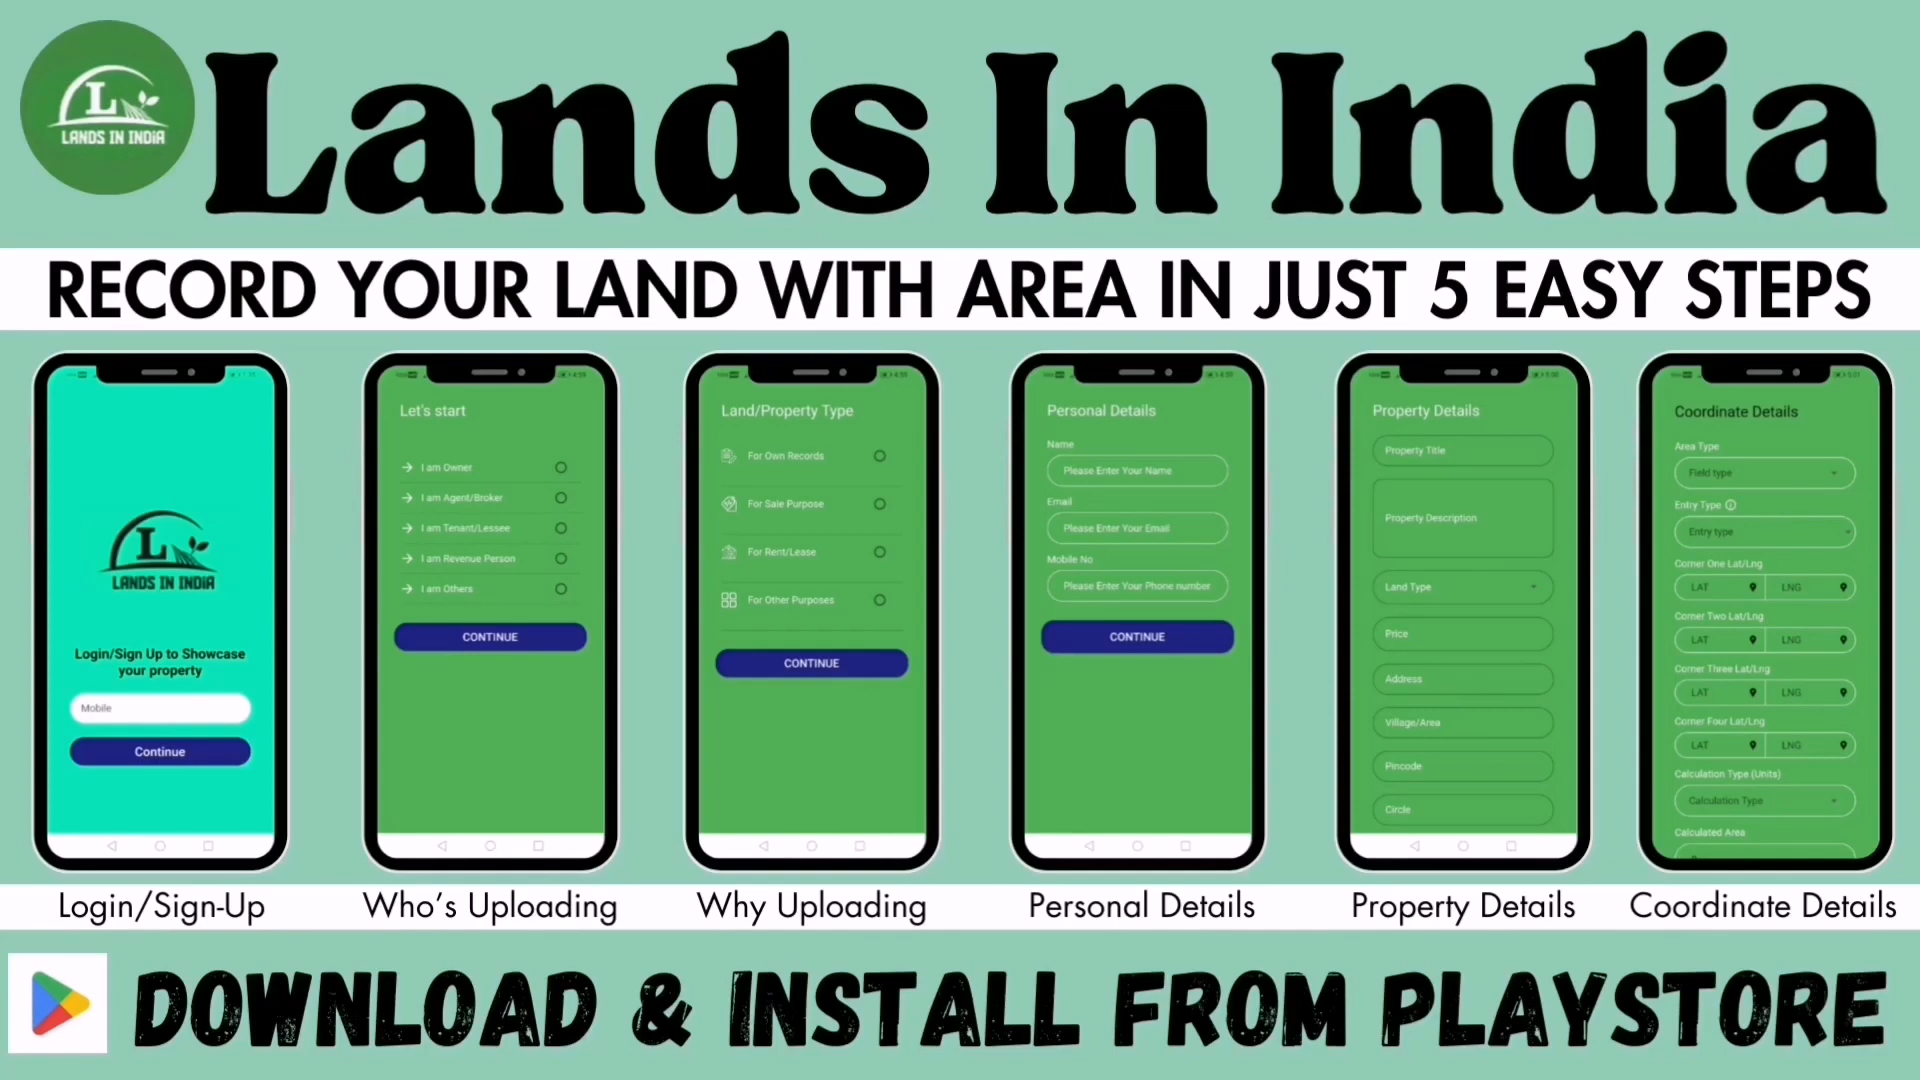 LANDS IN INDIA
Lands In India
RECORD YOUR LAND WITH AREA IN JUST 5 EASY STEPS
L
LANDS IN INDIA
Login/Sign Up to Showcase
your property
Mobile
Continue
Login/Sign-Up
Let's start
I am Owner
I am Agent/Broker
I am Tenant/Lessee
I am Revenue Person
I am Others
CONTINUE
Who's Uploading
Land/Property Type
For Own Records
For Sale Purpose
For Rent/Lease
For Other Purposes
CONTINUE
Why Uploading
Personal Details
Name
Please Enter Your Name
Email
Please Enter Your Email
Mobile No
Please Enter Your Phone number
CONTINUE
Personal Details
Property Details
Property Title
Property Description
Land Type
Price
Address
Village/Area
Pincode
Circle
Property Details
Coordinate Details
Area Type
Field type
Entry Type
Entry type
Corner One Lat/Lng
LAT LNG
Corner Two Lat/Lng
LAT LNG
Corner Three Lat/Lng
LAT LNG
Corner Four Lat/Lng
LAT LNG
Calculation Type (Units)
Calculation Type
Calculated Area
Coordinate Details
DOWNLOAD & INSTALL FROM PLAYSTORE